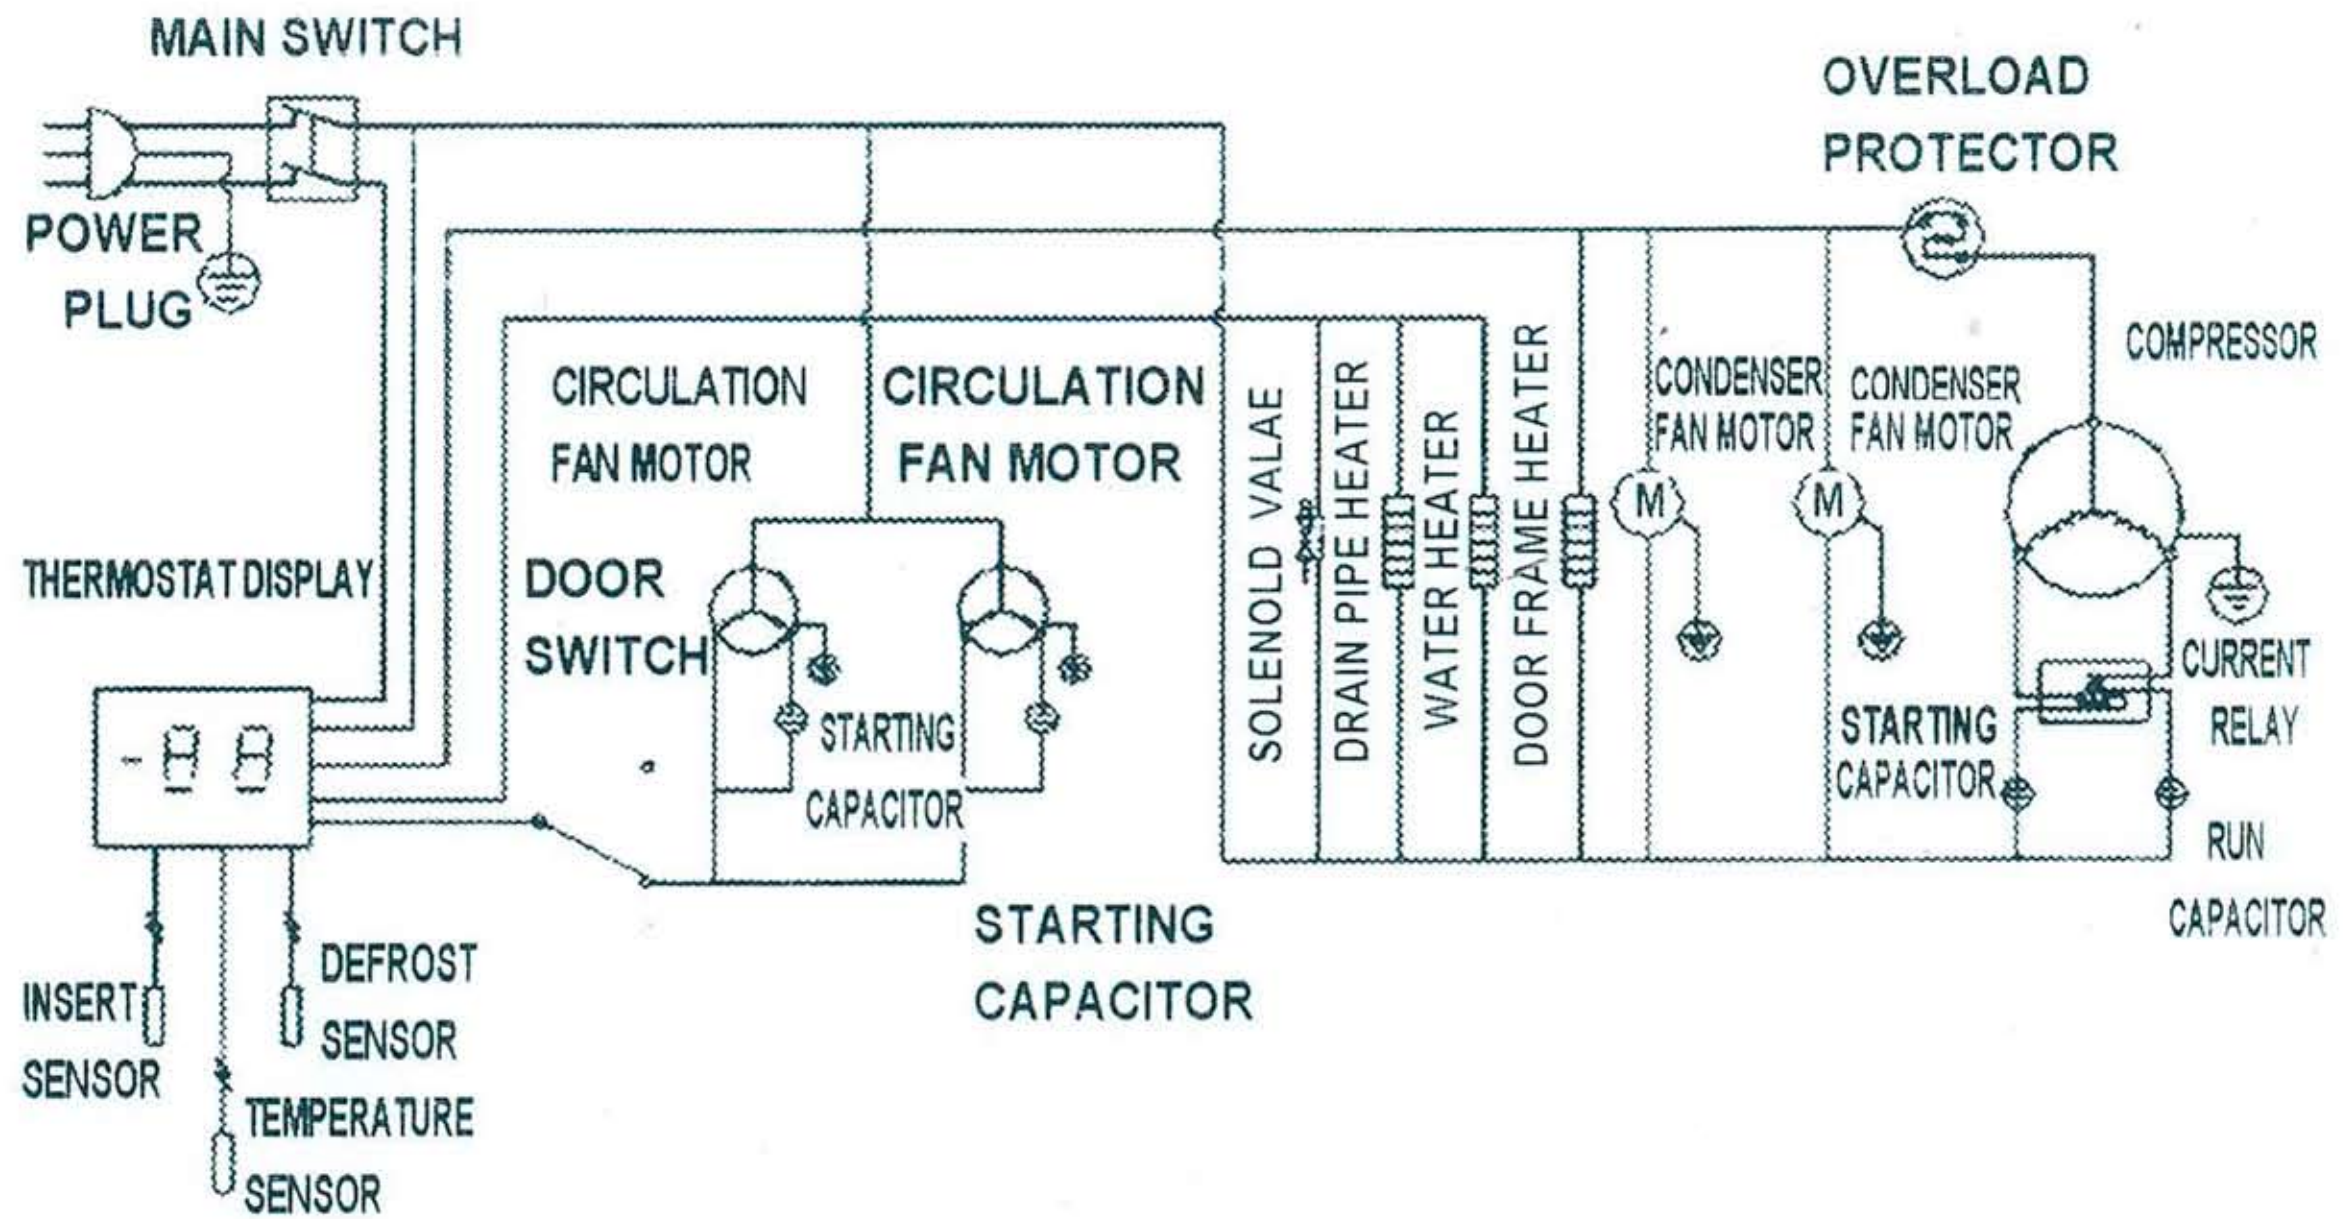 MAIN SWITCH
OVERLOAD
PROTECTOR
POWER
PLUG
COMPRESSOR
CIRCULATION
FAN MOTOR
CIRCULATION
FAN MOTOR
SOLENOLD VALAE
DRAIN PIPE HEATER
WATER HEATER
DOOR FRAME HEATER
CONDENSER
FAN MOTOR
CONDENSER
FAN MOTOR
M
M
THERMOSTAT DISPLAY
DOOR
SWITCH
-88
STARTING
CAPACITOR
STARTING
CAPACITOR
CURRENT
RELAY
RUN
CAPACITOR
STARTING
CAPACITOR
INSERT
SENSOR
DEFROST
SENSOR
TEMPERATURE
SENSOR